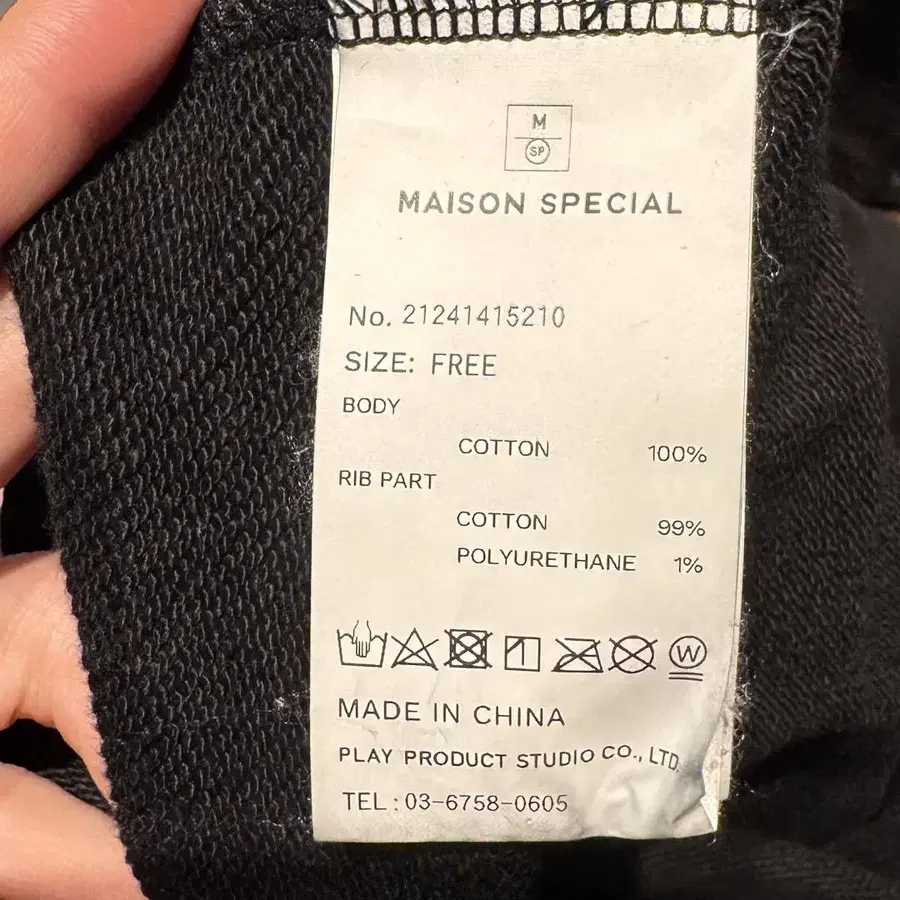 M
SP
MAISON SPECIAL
No. 21241415210
SIZE: FREE
BODY
COTTON 100%
RIB PART
COTTON 99%
POLYURETHANE 1%
W
MADE IN CHINA
PLAY PRODUCT STUDIO CO., LTD.
TEL : 03-6758-0605